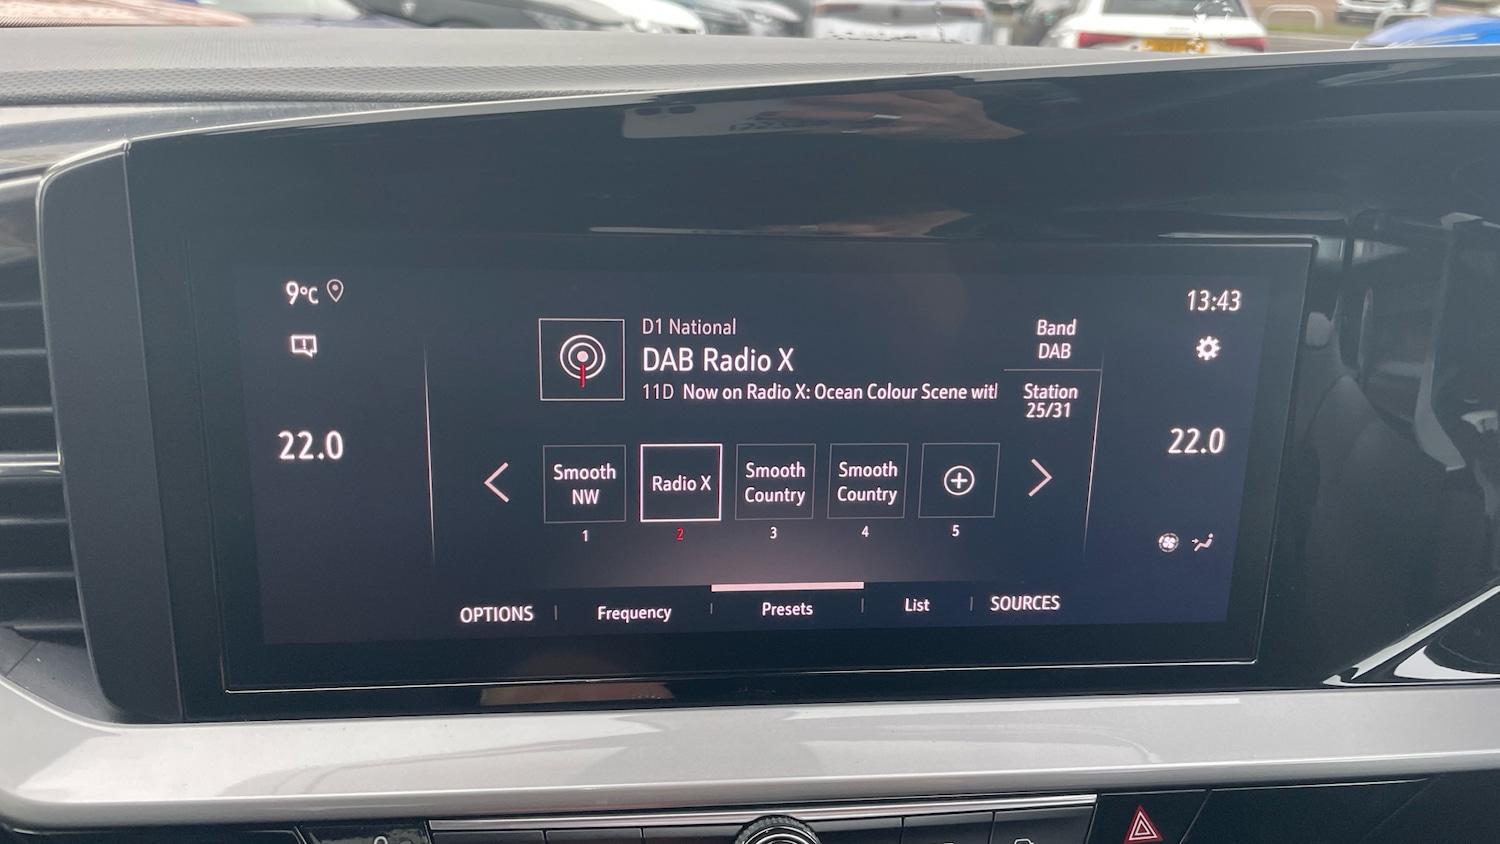 9°C
13:43
D1 National
DAB Radio X
11D Now on Radio X: Ocean Colour Scene wit
Band
DAB
Station
25/31
22.0
22.0
Smooth
NW
Radio X
Smooth
Country
Smooth
Country
1
2
3
4
5
OPTIONS
Frequency
Presets
List
SOURCES